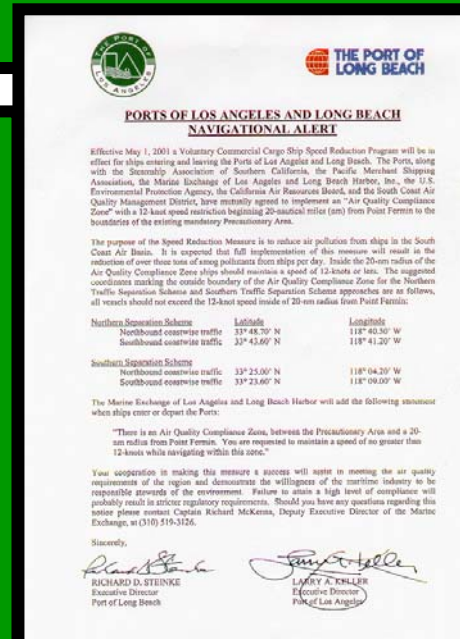 THE PORT OF
LOS ANGELES
THE PORT OF
LONG BEACH
PORTS OF LOS ANGELES AND LONG BEACH
NAVIGATIONAL ALERT
Effective May 1, 2001 a Voluntary Commercial Cargo Ship Speed Reduction Program will be in
effect for ships entering and leaving the Ports of Los Angeles and Long Beach. The Ports, along
with the Steamship Association of Southern California, the Pacific Merchant Shipping
Association, the Marine Exchange of Los Angeles and Long Beach Harbor, Inc., the U.S.
Environmental Protection Agency, the California Air Resources Board, and the South Coast Air
Quality Management District, have mutually agreed to implement an "Air Quality Compliance
Zone" with a 12-knot speed restriction beginning 20-nautical miles (nm) from Point Fermin to the
boundaries of the existing mandatory Precautionary Area.
The purpose of the Speed Reduction Measure is to reduce air pollution from ships in the South
Coast Air Basin. It is expected that full implementation of this measure will result in the
reduction of over three tons of smog pollutants from ships per day. Inside the 20-nm radius of the
Air Quality Compliance Zone ships should maintain a speed of 12-knots or less. The suggested
coordinates marking the outside boundary of the Air Quality Compliance Zone for the Northern
Traffic Separation Scheme and Southern Traffic Separation Scheme approaches are as follows,
all vessels should not exceed the 12-knot speed inside of 20-nm radius from Point Fermin:
Northern Separation Scheme Latitude Longitude
Northbound coastwise traffic 33° 48.70' N 118° 40.30' W
Southbound coastwise traffic 33° 43.60' N 118° 41.20' W
Southern Separation Scheme
Northbound coastwise traffic 33° 25.00' N 118° 04.20' W
Southbound coastwise traffic 33° 23.60' N 118° 09.00' W
The Marine Exchange of Los Angeles and Long Beach Harbor will add the following statement
when ships enter or depart the Ports:
"There is an Air Quality Compliance Zone, between the Precautionary Area and a 20-
nm radius from Point Fermin. You are requested to maintain a speed of no greater than
12-knots while navigating within this zone."
Your cooperation in making this measure a success will assist in meeting the air quality
requirements of the region and demonstrate the willingness of the maritime industry to be
responsible stewards of the environment. Failure to attain a high level of compliance will
probably result in stricter regulatory requirements. Should you have any questions regarding this
notice please contact Captain Richard McKenna, Deputy Executive Director of the Marine
Exchange, at (310) 519-3126.
Sincerely,
RICHARD D. STEINKE LARRY A. KELLER
Executive Director Executive Director
Port of Long Beach Port of Los Angeles